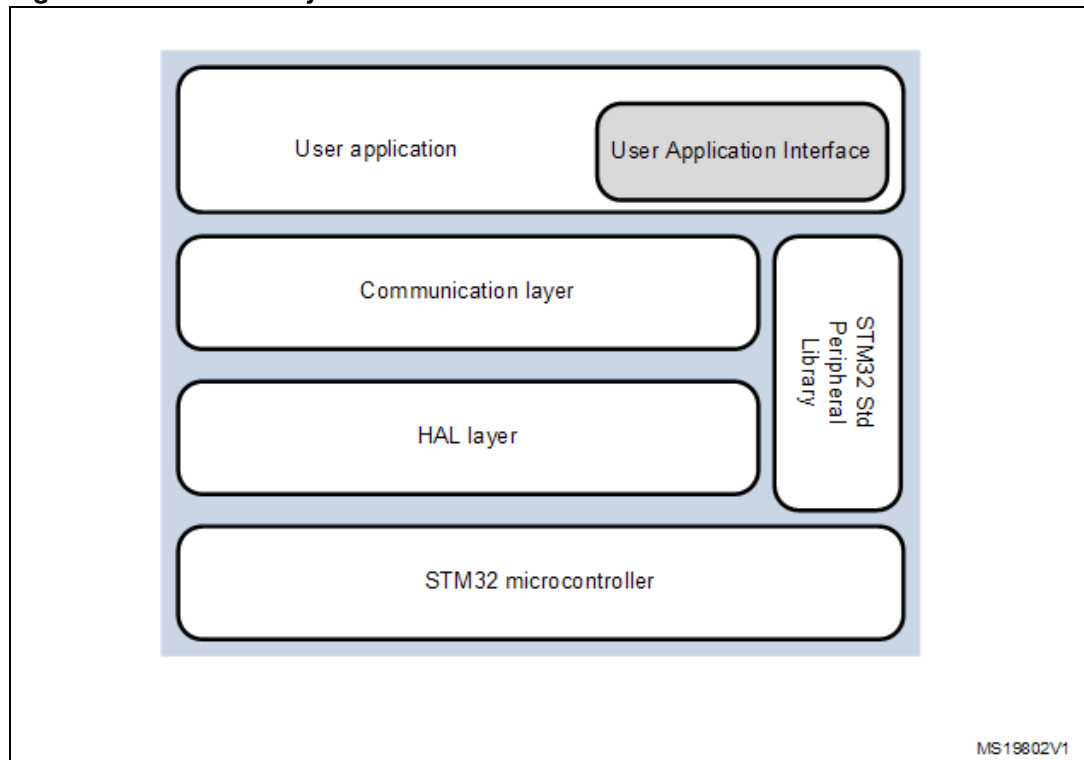 User application
User Application Interface
Communication layer
STM32 Std
Peripheral
Library
HAL layer
STM32 microcontroller
MS19802V1